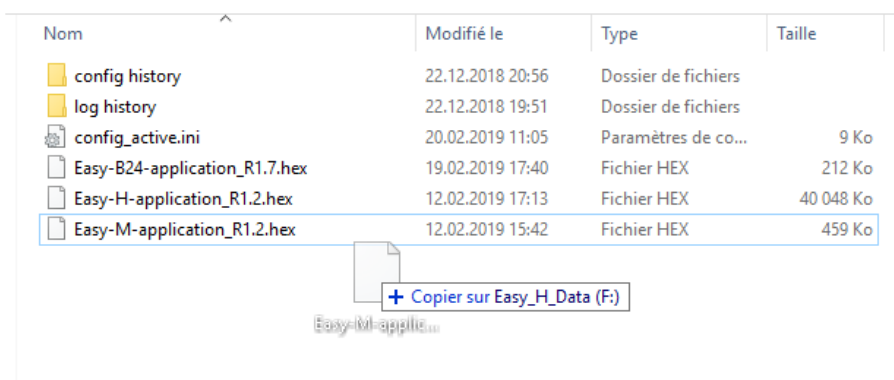 Nom Modifié le Type Taille
config history 22.12.2018 20:56 Dossier de fichiers
log history 22.12.2018 19:51 Dossier de fichiers
config_active.ini 20.02.2019 11:05 Paramètres de co... 9 Ko
Easy-B24-application_R1.7.hex 19.02.2019 17:40 Fichier HEX 212 Ko
Easy-H-application_R1.2.hex 12.02.2019 17:13 Fichier HEX 40 048 Ko
Easy-M-application_R1.2.hex 12.02.2019 15:42 Fichier HEX 459 Ko
+ Copier sur Easy_H_Data (F:)
Easy-M-applic...